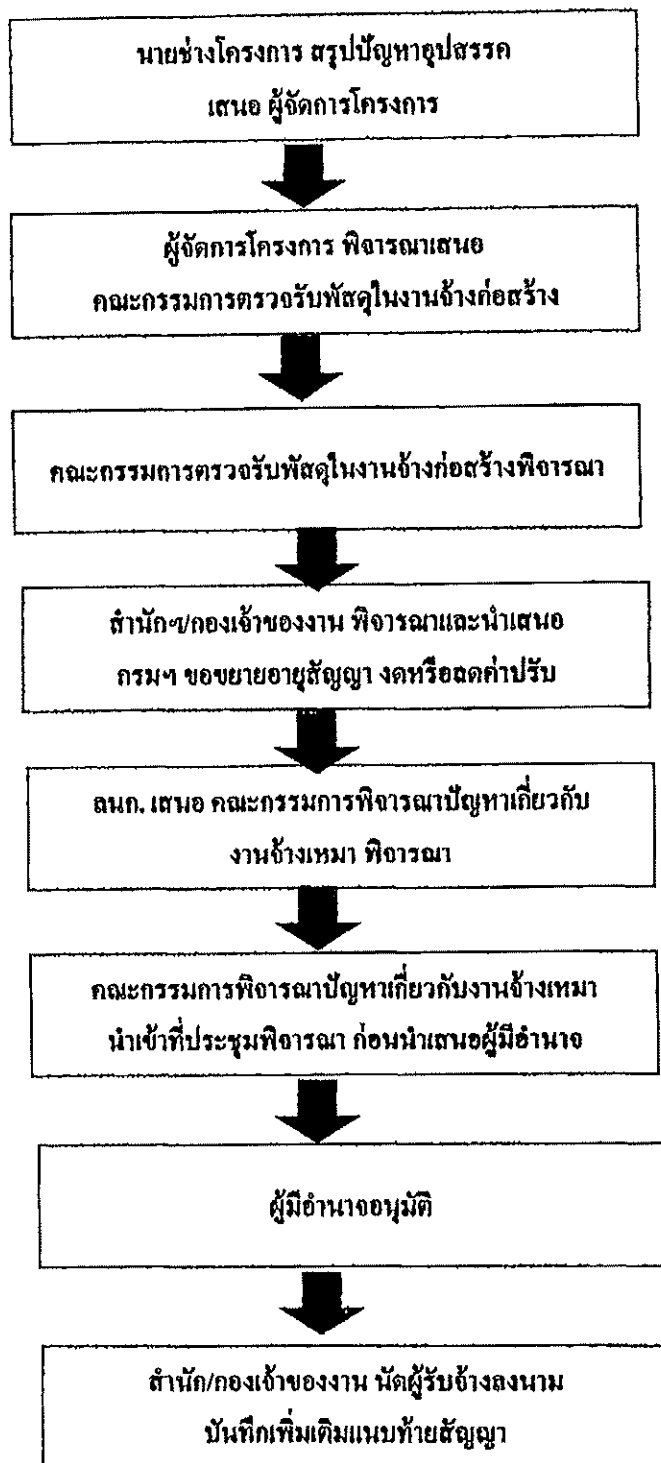 นายช่างโครงการ สรุปปัญหาอุปสรรค
เสนอ ผู้จัดการโครงการ
ผู้จัดการโครงการ พิจารณาเสนอ
คณะกรรมการตรวจรับพัสดุในงานจ้างก่อสร้าง
คณะกรรมการตรวจรับพัสดุในงานจ้างก่อสร้างพิจารณา
สำนักฯ/กองเจ้าของงาน พิจารณาและนำเสนอ
กรมฯ ขอขยายอายุสัญญา งดหรือลดค่าปรับ
ลนก. เสนอ คณะกรรมการพิจารณาปัญหาเกี่ยวกับ
งานจ้างเหมา พิจารณา
คณะกรรมการพิจารณาปัญหาเกี่ยวกับงานจ้างเหมา
นำเข้าที่ประชุมพิจารณา ก่อนนำเสนอผู้มีอำนาจ
ผู้มีอำนาจอนุมัติ
สำนัก/กองเจ้าของงาน นัดผู้รับจ้างลงนาม
บันทึกเพิ่มเติมแนบท้ายสัญญา